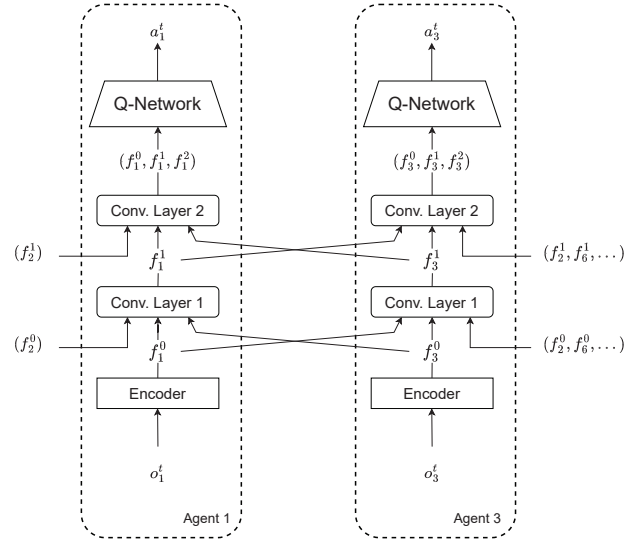 $a_1^t$ $a_3^t$
Q-Network Q-Network
$(f_1^0, f_1^1, f_1^2)$ $(f_3^0, f_3^1, f_3^2)$
Conv. Layer 2 Conv. Layer 2
$(f_2^1)$ $f_1^1$ $f_3^1$ $(f_2^1, f_6^1, \ldots)$
Conv. Layer 1 Conv. Layer 1
$(f_2^0)$ $f_1^0$ $f_3^0$ $(f_2^0, f_6^0, \ldots)$
Encoder Encoder
$o_1^t$ $o_3^t$
Agent 1 Agent 3